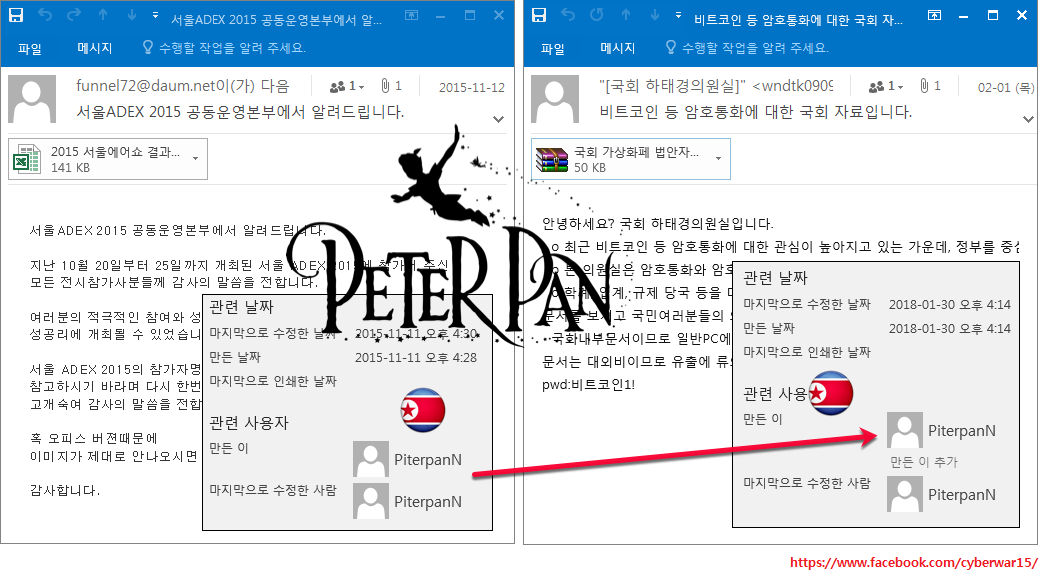 서울ADEX 2015 공동운영본부에서 알...
파일 메시지 수행할 작업을 알려 주세요.
funnel72@daum.net이(가) 다음
1
1
2015-11-12
서울ADEX 2015 공동운영본부에서 알려드립니다.
2015 서울에어쇼 결과...
141 KB
서울ADEX 2015 공동운영본부에서 알려드립니다.
지난 10월 20일부터 25일까지 개최된 서울 ADEX 2015에 참가해 주신
모든 전시참가사분들께 감사의 말씀을 전합니다.
여러분의 적극적인 참여와 성
성공리에 개최될 수 있었습니
서울 ADEX 2015의 참가자명
참고하시기 바라며 다시 한번
고개숙여 감사의 말씀을 전합
혹 오피스 버젼때문에
이미지가 제대로 안나오시면
감사합니다.
관련 날짜
마지막으로 수정한 날짜 2015-11-11 오후 4:30
만든 날짜 2015-11-11 오후 4:28
마지막으로 인쇄한 날짜
관련 사용자
만든 이 PiterpanN
마지막으로 수정한 사람 PiterpanN
PETER PAN
비트코인 등 암호통화에 대한 국회 자...
파일 메시지 수행할 작업을 알려 주세요.
"[국회 하태경의원실]" <wndtk0909
1
1
02-01 (목)
비트코인 등 암호통화에 대한 국회 자료입니다.
국회 가상화폐 법안자...
50 KB
안녕하세요? 국회 하태경의원실입니다.
o 최근 비트코인 등 암호통화에 대한 관심이 높아지고 있는 가운데, 정부를 중심
o 본 의원실은 암호통화와 암호
o 학계, 업계, 규제 당국 등을 대
문서를 보시고 국민여러분들의
국회내부문서이므로 일반PC에
문서는 대외비이므로 유출에 류의
pwd:비트코인1!
관련 날짜
마지막으로 수정한 날짜 2018-01-30 오후 4:14
만든 날짜 2018-01-30 오후 4:14
마지막으로 인쇄한 날짜
관련 사용
만든 이 PiterpanN
만든 이 추가
마지막으로 수정한 사람 PiterpanN
https://www.facebook.com/cyberwar15/